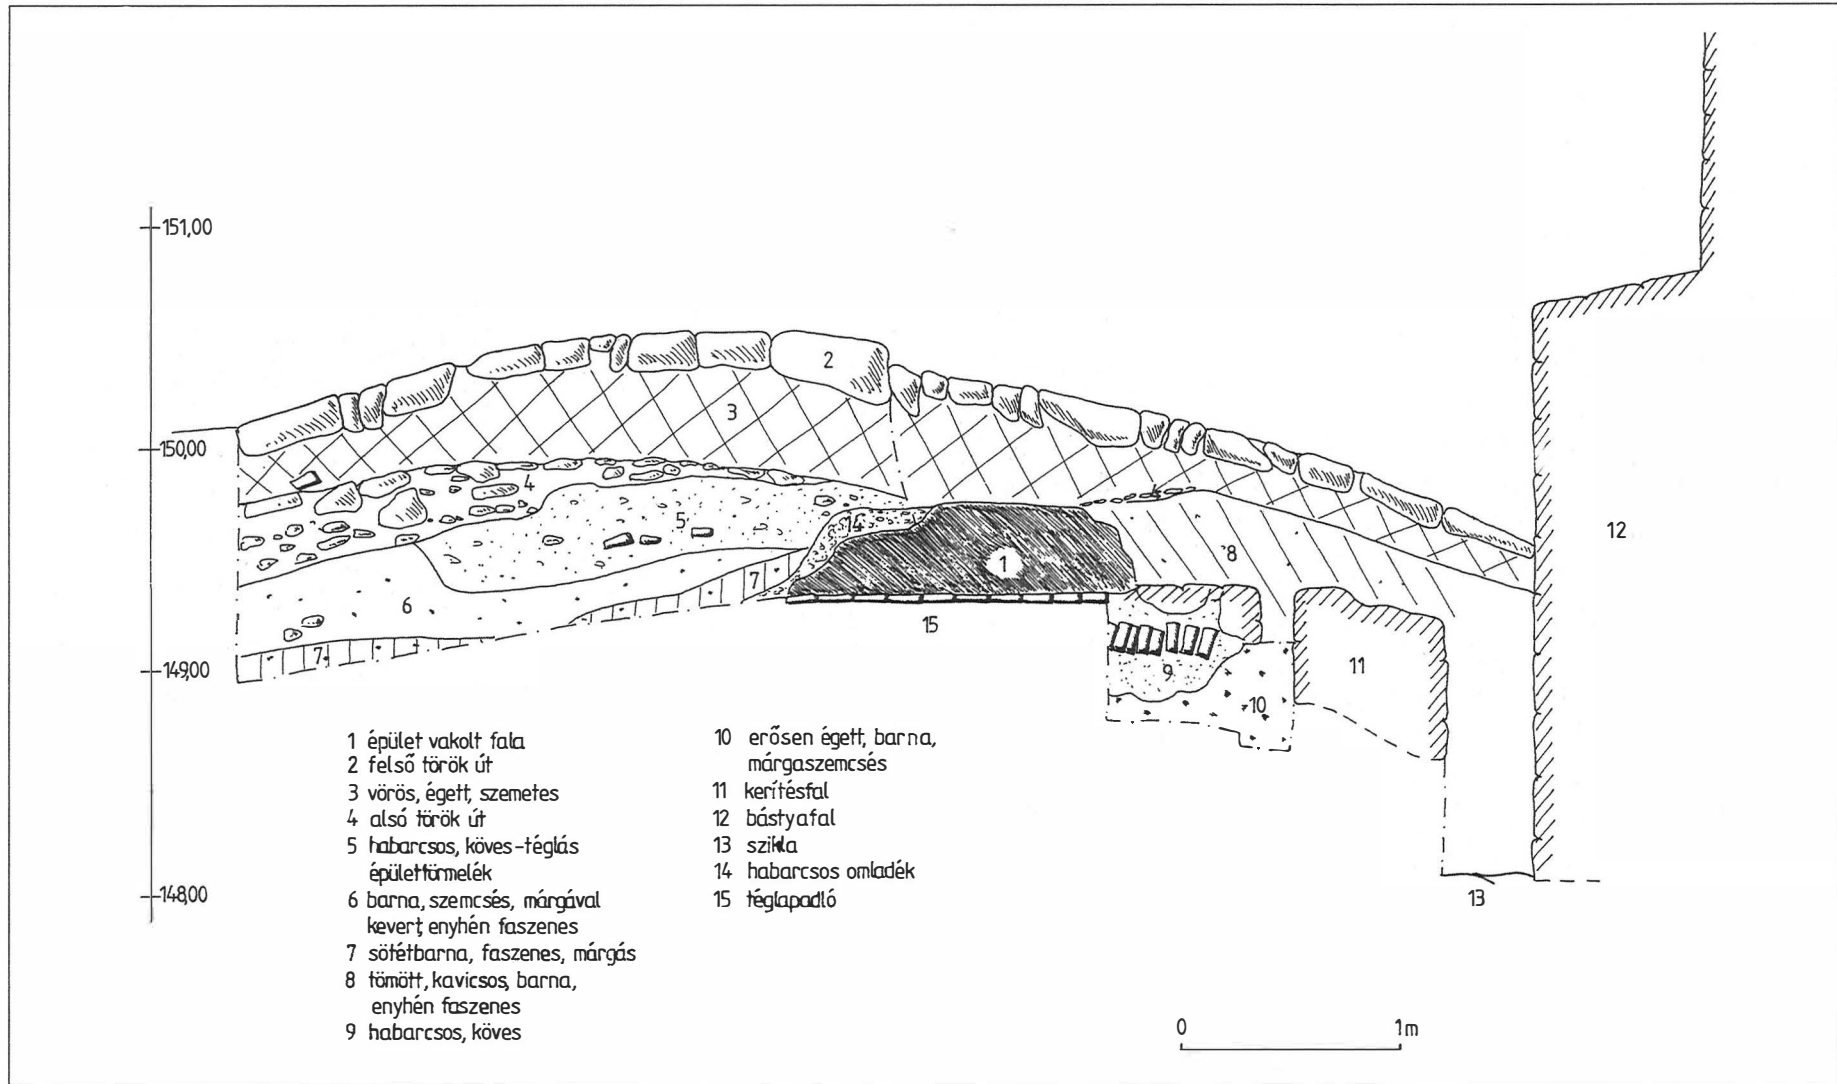 151,00
150,00
149,00
148,00
2
3
4
5
14
1
7
6
7
15
8
9
10
11
12
13
1 épület vakolt fala
2 felső török út
3 vörös, égett, szemetes
4 alsó török út
5 habarcsos, köves-téglás
épülettörmelék
6 barna, szemcsés, márgával
kevert, enyhén faszenes
7 sötétbarna, faszenes, márgás
8 tömött, kavicsos, barna,
enyhén faszenes
9 habarcsos, köves
10 erősen égett, barna,
márgaszemcsés
11 kerítésfal
12 bástyafal
13 szikla
14 habarcsos omladék
15 téglapadló
0 1m